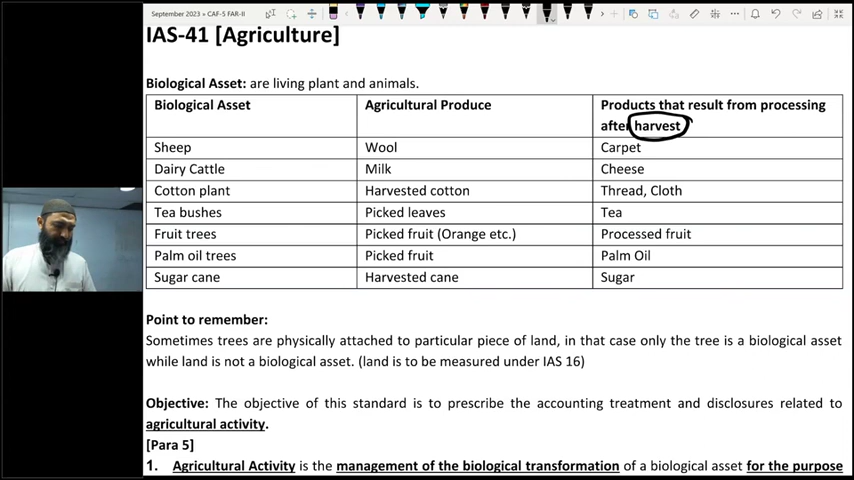 September 2023 » CAF-5 FAR-II
IAS-41 [Agriculture]
Biological Asset: are living plant and animals.
Biological Asset Agricultural Produce Products that result from processing
after harvest
Sheep Wool Carpet
Dairy Cattle Milk Cheese
Cotton plant Harvested cotton Thread, Cloth
Tea bushes Picked leaves Tea
Fruit trees Picked fruit (Orange etc.) Processed fruit
Palm oil trees Picked fruit Palm Oil
Sugar cane Harvested cane Sugar
Point to remember:
Sometimes trees are physically attached to particular piece of land, in that case only the tree is a biological asset
while land is not a biological asset. (land is to be measured under IAS 16)
Objective: The objective of this standard is to prescribe the accounting treatment and disclosures related to
agricultural activity.
[Para 5]
1. Agricultural Activity is the management of the biological transformation of a biological asset for the purpose